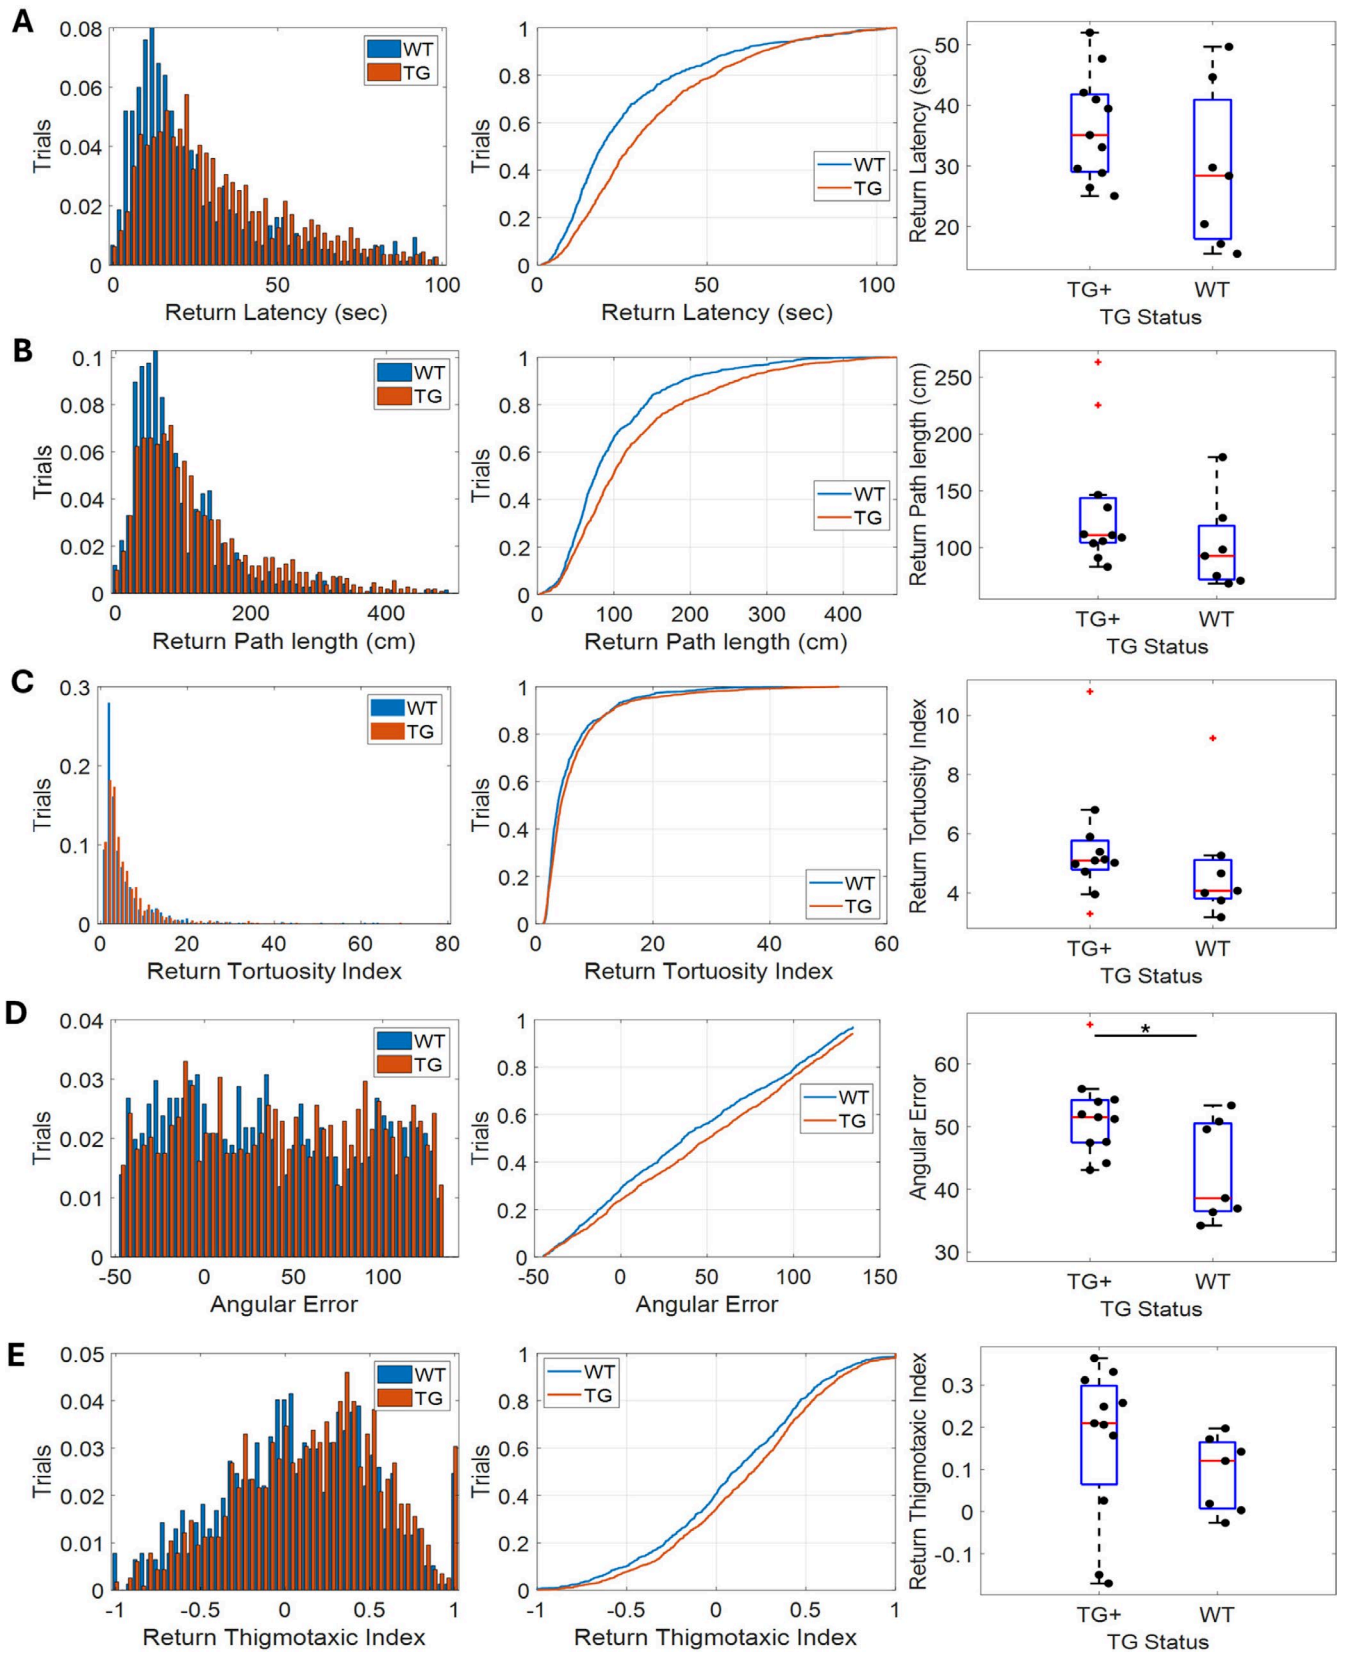 A
0.08
0.06
0.04
0.02
0
Trials
WT
TG
0
50
100
Return Latency (sec)
1
0.8
0.6
0.4
0.2
0
Trials
WT
TG
0
50
100
Return Latency (sec)
50
40
30
20
Return Latency (sec)
TG+
WT
TG Status
B
0.1
0.08
0.06
0.04
0.02
0
Trials
WT
TG
0
200
400
Return Path length (cm)
1
0.8
0.6
0.4
0.2
0
Trials
WT
TG
0
100
200
300
400
Return Path length (cm)
250
200
150
100
Return Path length (cm)
TG+
WT
TG Status
C
0.3
0.2
0.1
0
Trials
WT
TG
0
20
40
60
80
Return Tortuosity Index
1
0.8
0.6
0.4
0.2
0
Trials
WT
TG
0
20
40
60
Return Tortuosity Index
10
8
6
4
Return Tortuosity Index
TG+
WT
TG Status
D
0.04
0.03
0.02
0.01
0
Trials
WT
TG
-50
0
50
100
Angular Error
1
0.8
0.6
0.4
0.2
0
Trials
WT
TG
-50
0
50
100
150
Angular Error
60
50
40
30
Angular Error
*
TG+
WT
TG Status
E
0.05
0.04
0.03
0.02
0.01
0
Trials
WT
TG
-1
-0.5
0
0.5
1
Return Thigmotaxic Index
1
0.8
0.6
0.4
0.2
0
Trials
WT
TG
-1
-0.5
0
0.5
1
Return Thigmotaxic Index
0.3
0.2
0.1
0
-0.1
Return Thigmotaxic Index
TG+
WT
TG Status